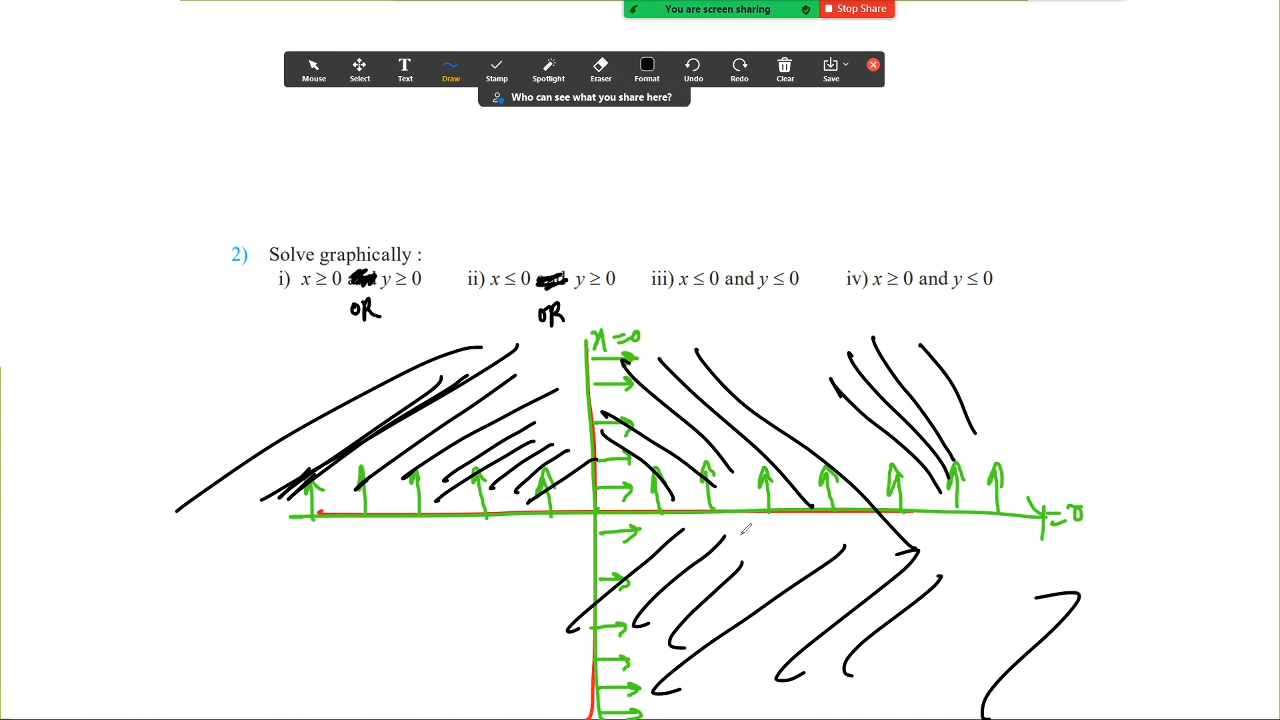 You are screen sharing Stop Share
Mouse Select Text Draw Stamp Spotlight Eraser Format Undo Redo Clear Save
Who can see what you share here?
2) Solve graphically :
i) x ≥ 0 y ≥ 0 ii) x ≤ 0 y ≥ 0 iii) x ≤ 0 and y ≤ 0 iv) x ≥ 0 and y ≤ 0
OR OR
x=0
y=0